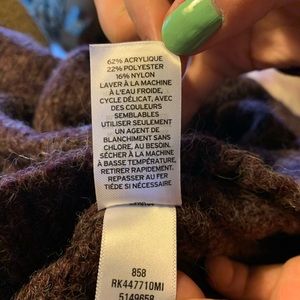 62% ACRYLIQUE
22% POLYESTER
16% NYLON
LAVER À LA MACHINE
À L'EAU FROIDE,
CYCLE DÉLICAT, AVEC
DES COULEURS
SEMBLABLES
UTILISER SEULEMENT
UN AGENT DE
BLANCHIMENT SANS
CHLORE, AU BESOIN.
SÉCHER À LA MACHINE
À BASSE TEMPÉRATURE,
RETIRER RAPIDEMENT.
REPASSER AU FER
TIÈDE SI NÉCESSAIRE
858
RK447710MI
5149658